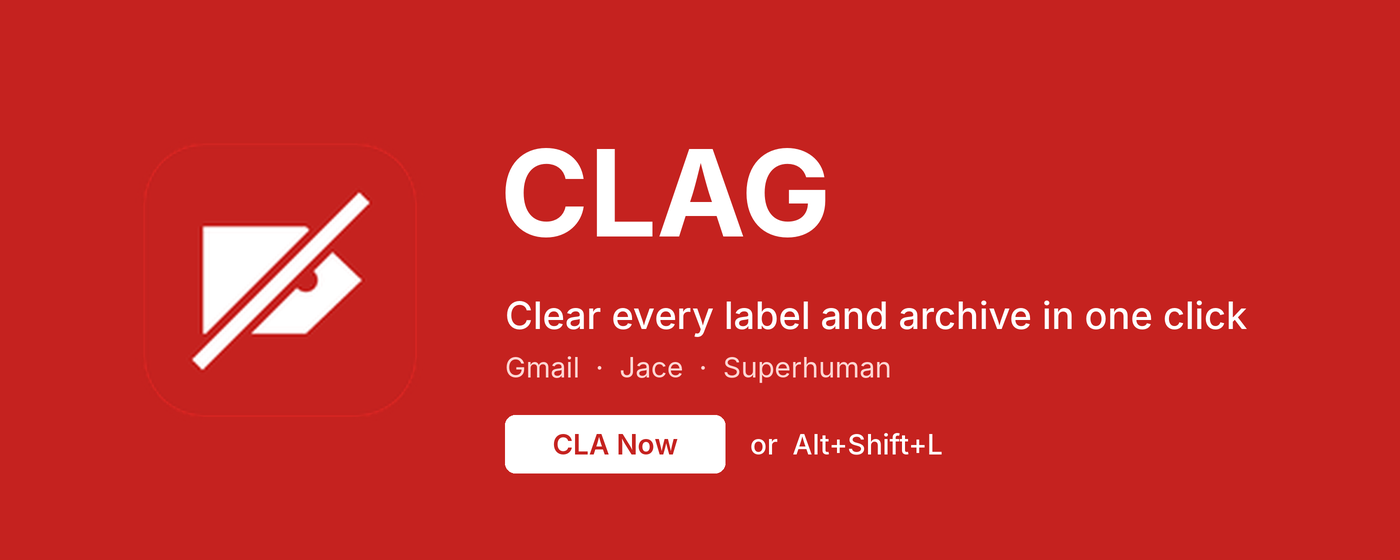 CLAG
Clear every label and archive in one click
Gmail · Jace · Superhuman
CLA Now or Alt+Shift+L